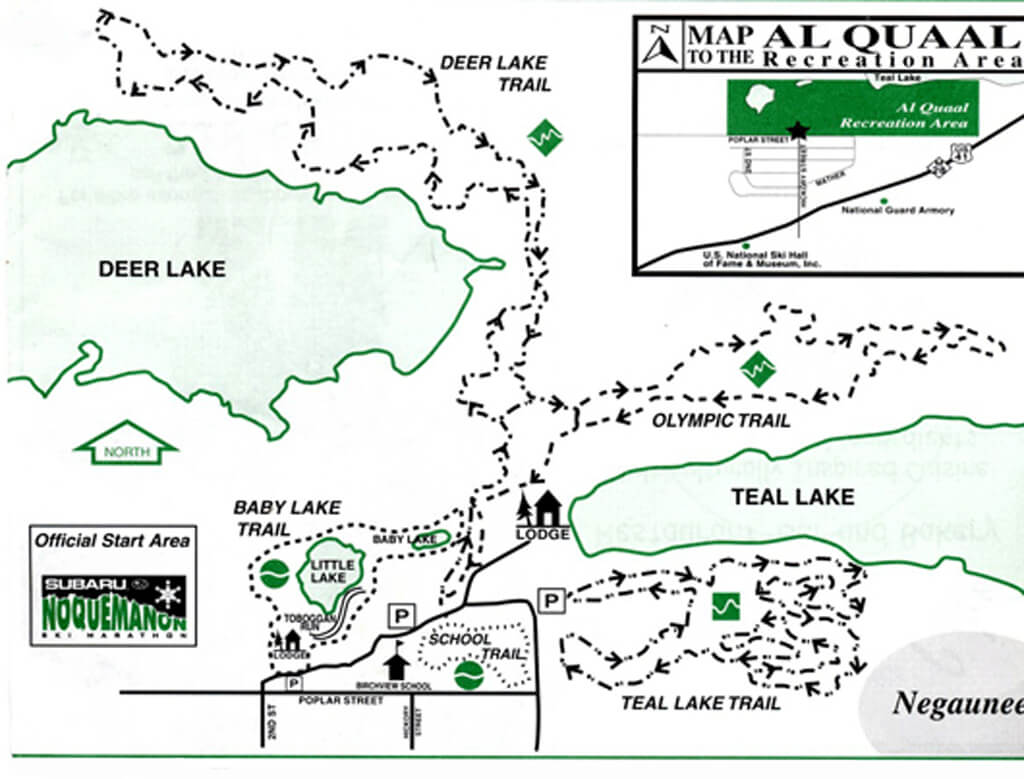 DEER LAKE
TRAIL
N
MAP AL QUAAL
TO THE Recreation Area
Teal Lake
Al Quaal
Recreation Area
POPLAR STREET
2ND ST
HICKORY STREET
MATHER
28
41
National Guard Armory
U.S. National Ski Hall
of Fame & Museum, Inc.
DEER LAKE
NORTH
OLYMPIC TRAIL
TEAL LAKE
BABY LAKE
TRAIL
BABY LAKE
LITTLE
LAKE
LODGE
Official Start Area
SUBARU
NOQUEMANON
SKI MARATHON
TOBOGGAN
RUN
LODGE
P
P
P
SCHOOL
TRAIL
BIRCHVIEW SCHOOL
POPLAR STREET
2ND ST
HICKORY
STREET
TEAL LAKE TRAIL
Negaunee